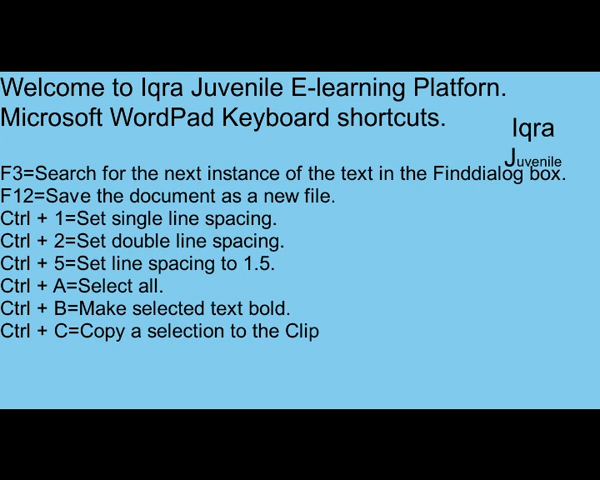 Welcome to Iqra Juvenile E-learning Platforn.
Microsoft WordPad Keyboard shortcuts.
Iqra
Juvenile
F3=Search for the next instance of the text in the Finddialog box.
F12=Save the document as a new file.
Ctrl + 1=Set single line spacing.
Ctrl + 2=Set double line spacing.
Ctrl + 5=Set line spacing to 1.5.
Ctrl + A=Select all.
Ctrl + B=Make selected text bold.
Ctrl + C=Copy a selection to the Clip